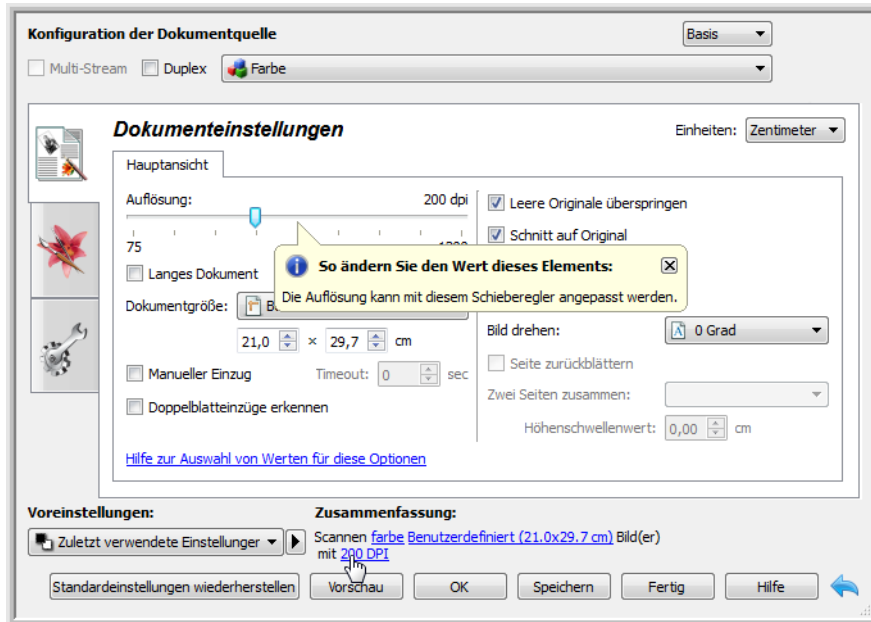 Konfiguration der Dokumentquelle
Basis
Multi-Stream Duplex Farbe
Dokumenteinstellungen
Einheiten: Zentimeter
Hauptansicht
Auflösung: 200 dpi
75
Leere Originale überspringen
Schnitt auf Original
So ändern Sie den Wert dieses Elements:
Die Auflösung kann mit diesem Schieberegler angepasst werden.
Langes Dokument
Dokumentgröße:
21,0 × 29,7 cm
Manueller Einzug Timeout: 0 sec
Doppelblatteinzüge erkennen
Bild drehen: 0 Grad
Seite zurückblättern
Zwei Seiten zusammen:
Höhenschwellenwert: 0,00 cm
Hilfe zur Auswahl von Werten für diese Optionen
Voreinstellungen:
Zuletzt verwendete Einstellunger
Zusammenfassung:
Scannen farbe Benutzerdefiniert (21.0x29.7 cm) Bild(er)
mit 200 DPI
Standardeinstellungen wiederherstellen Vorschau OK Speichern Fertig Hilfe